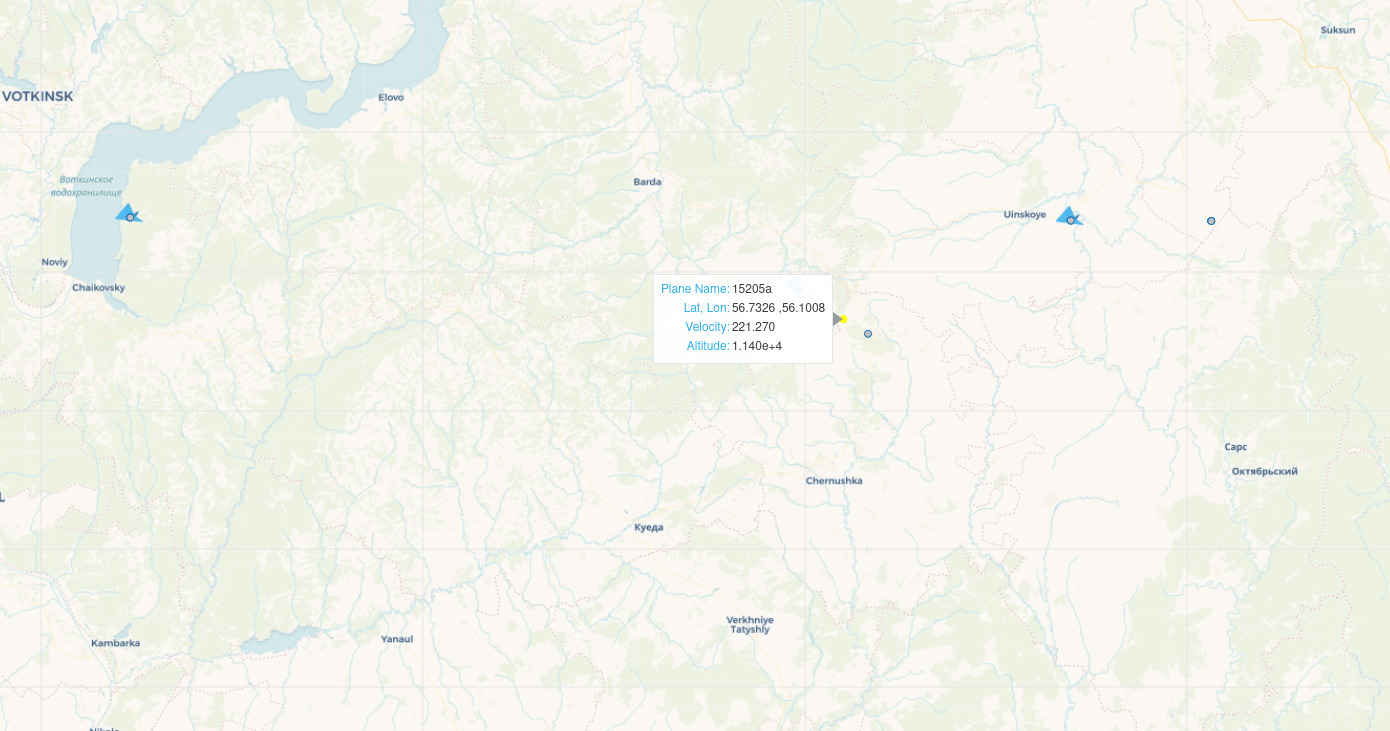 Suksun
VOTKINSK
Elovo
Воткинское
водохранилище
Barda
Uinskoye
Noviy
Chaikovsky
Plane Name: 15205a
Lat, Lon: 56.7326 ,56.1008
Velocity: 221.270
Altitude: 1.140e+4
Сарс
Октябрьский
Chernushka
L
Куеда
Verkhniye
Tatyshly
Kambarka
Yanaul